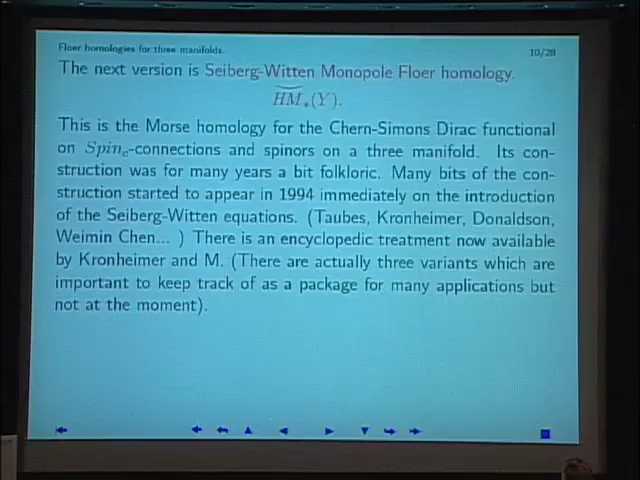 Floer homologies for three manifolds.
10/28
The next version is Seiberg-Witten Monopole Floer homology.
HM_*(Y).
This is the Morse homology for the Chern-Simons Dirac functional
on Spin_c-connections and spinors on a three manifold. Its con-
struction was for many years a bit folkloric. Many bits of the con-
struction started to appear in 1994 immediately on the introduction
of the Seiberg-Witten equations. (Taubes, Kronheimer, Donaldson,
Weimin Chen... ) There is an encyclopedic treatment now available
by Kronheimer and M. (There are actually three variants which are
important to keep track of as a package for many applications but
not at the moment).